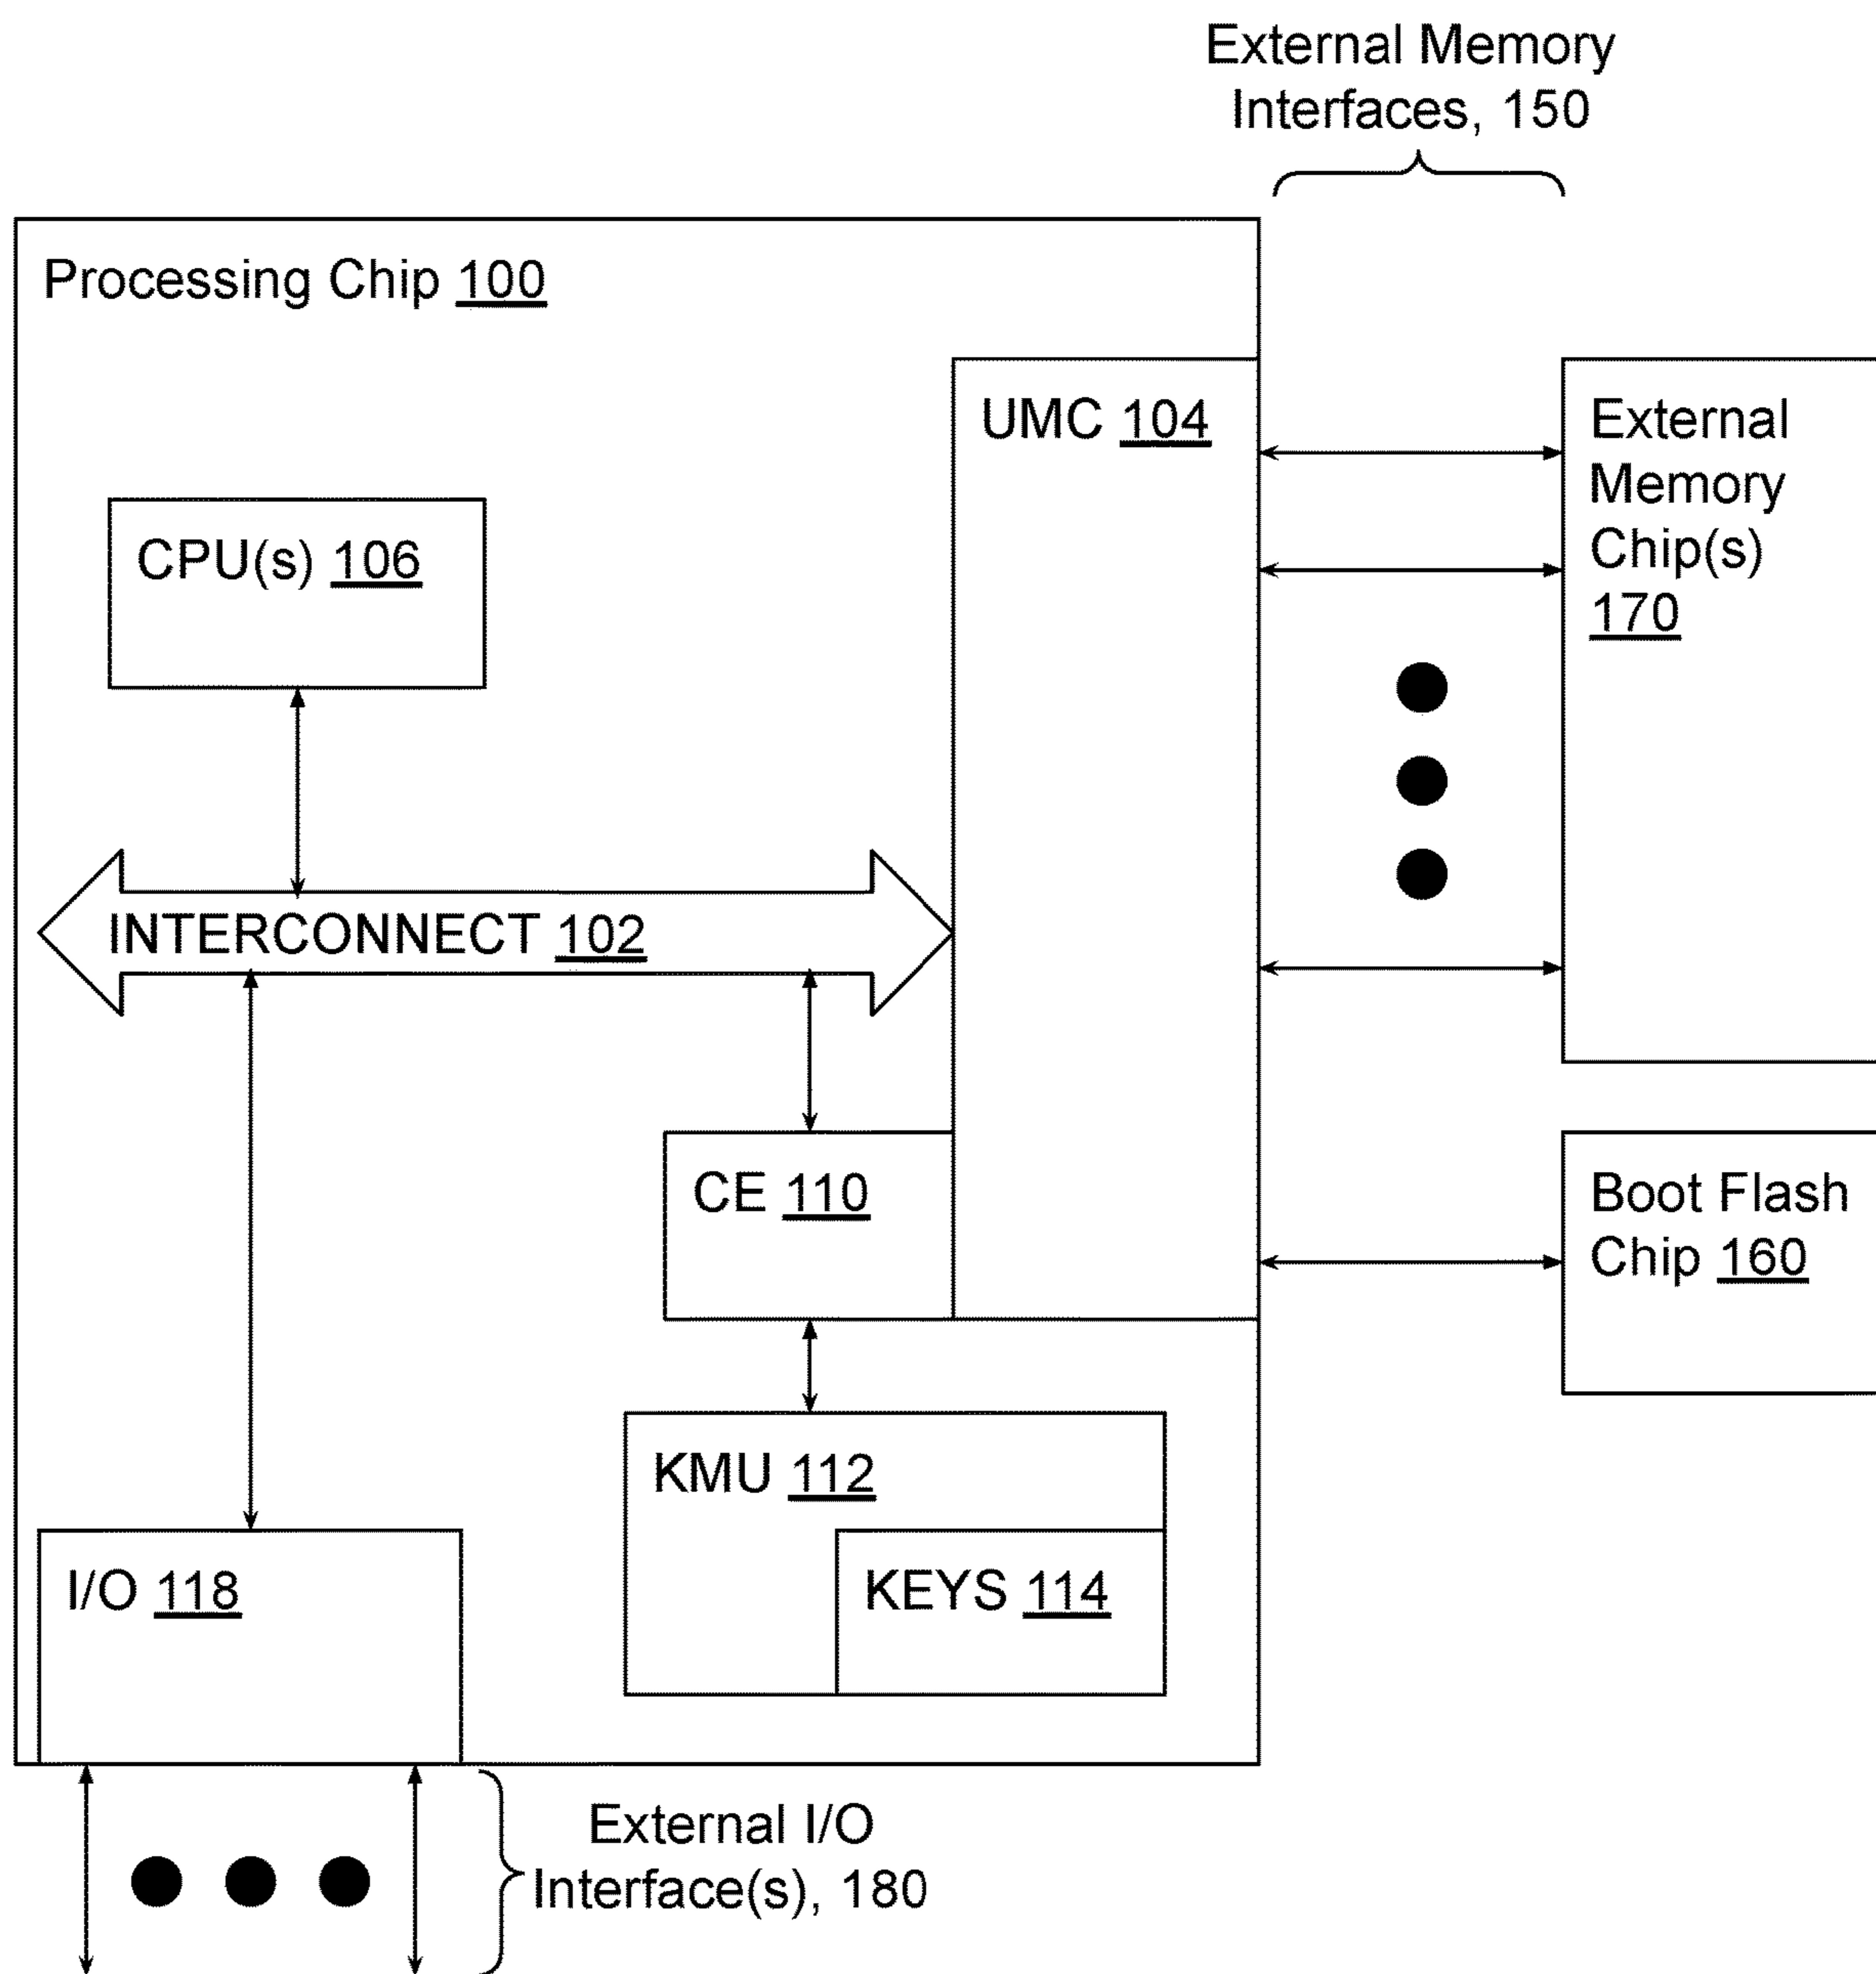 External Memory
Interfaces, 150
Processing Chip 100
UMC 104
External
Memory
Chip(s)
170
CPU(s) 106
INTERCONNECT 102
CE 110
Boot Flash
Chip 160
KMU 112
I/O 118
KEYS 114
External I/O
Interface(s), 180